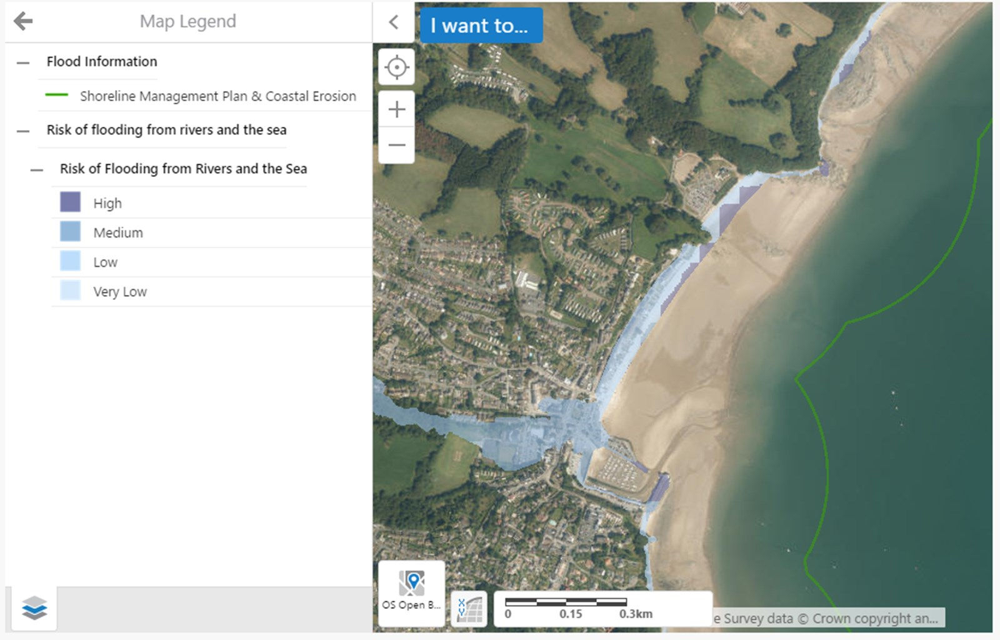 Map Legend
I want to...
Flood Information
Shoreline Management Plan & Coastal Erosion
Risk of flooding from rivers and the sea
Risk of Flooding from Rivers and the Sea
High
Medium
Low
Very Low
OS Open B...
X
Y
0 0.15 0.3km
e Survey data © Crown copyright an...